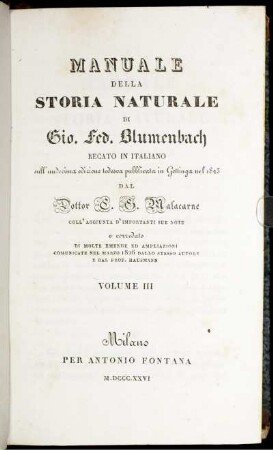 MANUALE
DELLA
STORIA NATURALE
DI
Gio. Fed. Blumenbach
RECATO IN ITALIANO
sull'undecima edizione tedesca pubblicata in Gottinga nel 1825
DAL
Dottor C. G. Malacarne
COLL'AGGIUNTA D'IMPORTANTI SUE NOTE
e corredato
DI MOLTE EMENDE ED AMPLIAZIONI
COMUNICATE NEL MARZO 1826 DALLO STESSO AUTORE
E DAL PROF. HAUSMANN
VOLUME III
Milano
PER ANTONIO FONTANA
M.DCCC.XXVI